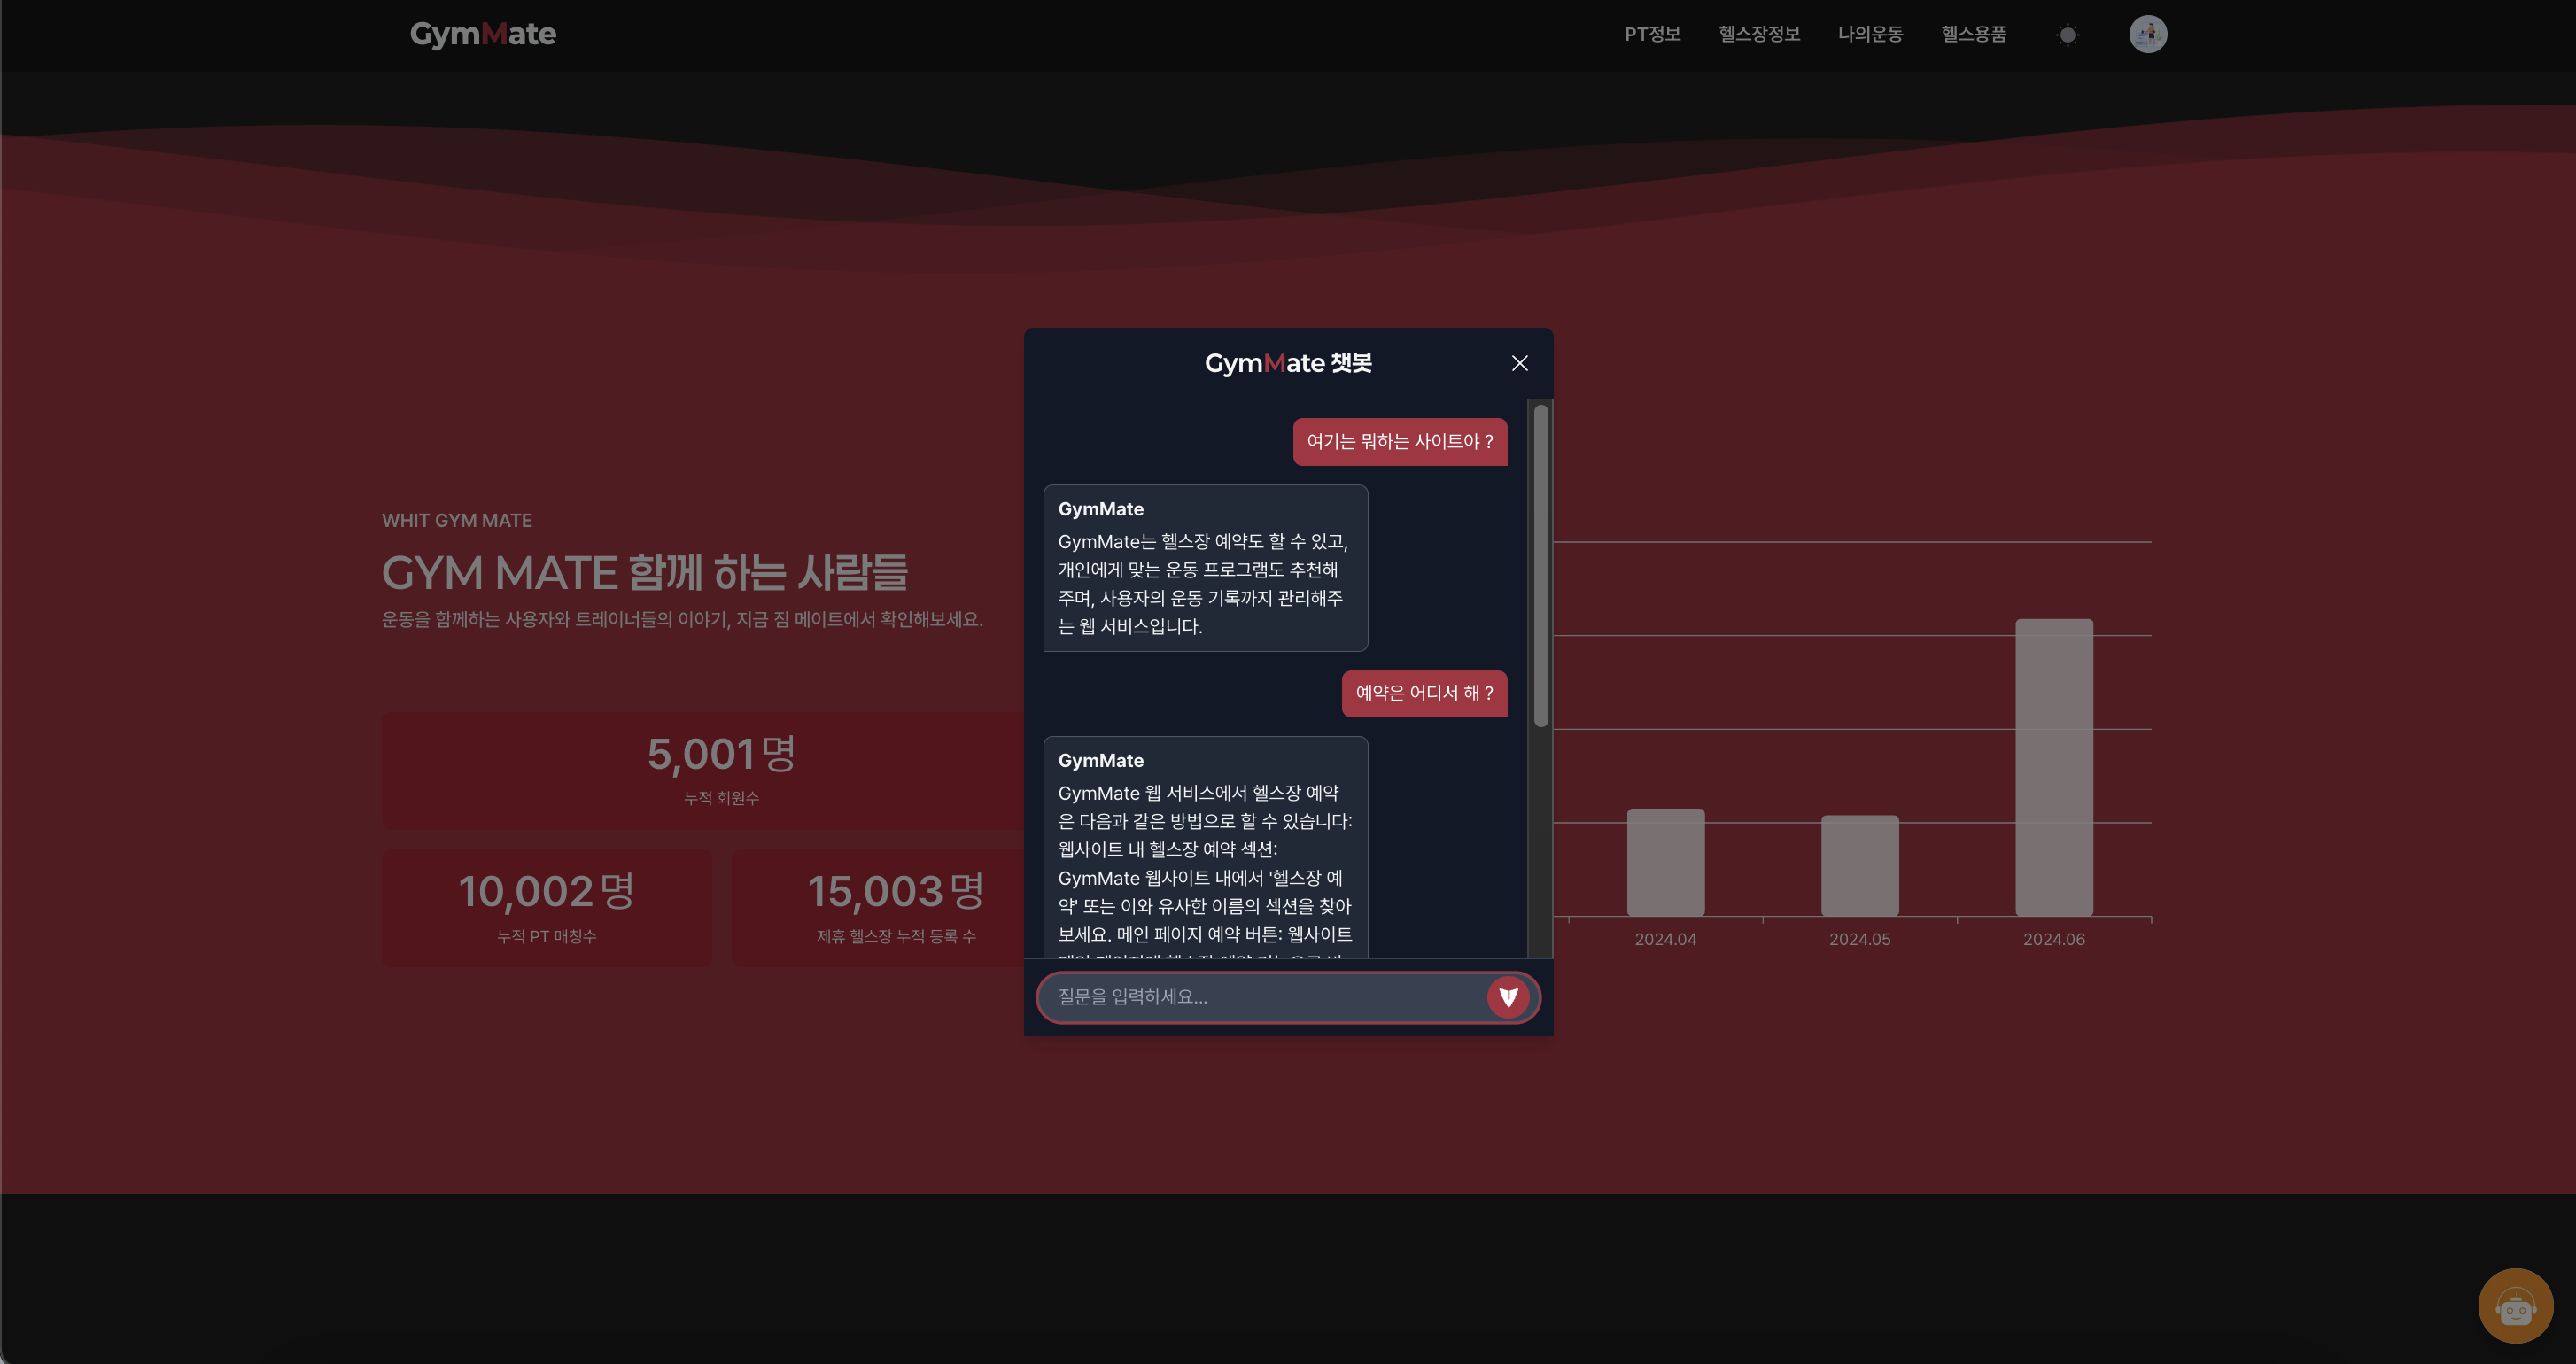 GymMate
PT정보 헬스장정보 나의운동 헬스용품
WHIT GYM MATE
GYM MATE 함께 하는 사람들
운동을 함께하는 사용자와 트레이너들의 이야기, 지금 짐 메이트에서 확인해보세요.
5,001 명
누적 회원수
10,002 명
누적 PT 매칭수
15,003 명
제휴 헬스장 누적 등록 수
GymMate 챗봇
여기는 뭐하는 사이트야 ?
GymMate
GymMate는 헬스장 예약도 할 수 있고,
개인에게 맞는 운동 프로그램도 추천해
주며, 사용자의 운동 기록까지 관리해주
는 웹 서비스입니다.
예약은 어디서 해 ?
GymMate
GymMate 웹 서비스에서 헬스장 예약
은 다음과 같은 방법으로 할 수 있습니다:
웹사이트 내 헬스장 예약 섹션:
GymMate 웹사이트 내에서 '헬스장 예
약' 또는 이와 유사한 이름의 섹션을 찾아
보세요. 메인 페이지 예약 버튼: 웹사이트
질문을 입력하세요...
2024.04 2024.05 2024.06